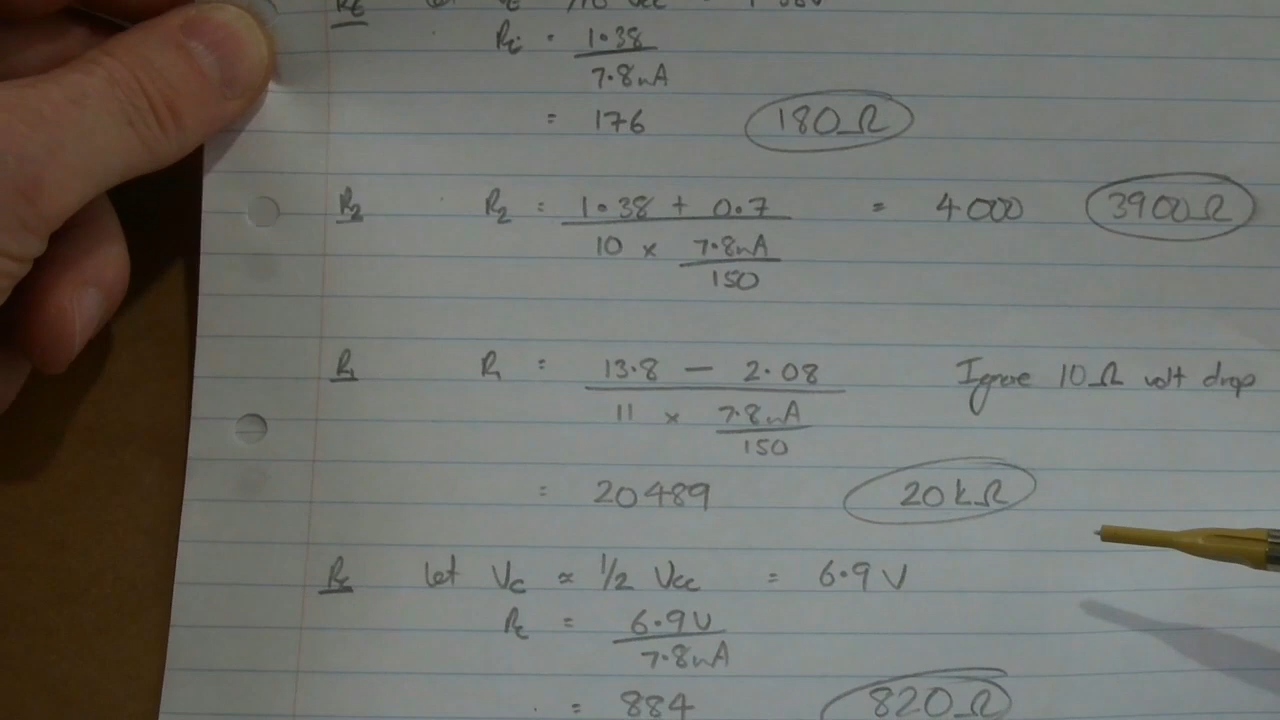 RE
RE = 1.38 / 7.8mA
= 176 180Ω
R2 R2 = 1.38 + 0.7 / 10 x 7.8mA / 150 = 4000 3900Ω
R1 R1 = 13.8 - 2.08 / 11 x 7.8mA / 150 Ignore 10Ω volt drop
= 20489 20kΩ
Rc Let Vc ≈ 1/2 Vcc = 6.9V
Rc = 6.9V / 7.8mA
= 884 820Ω